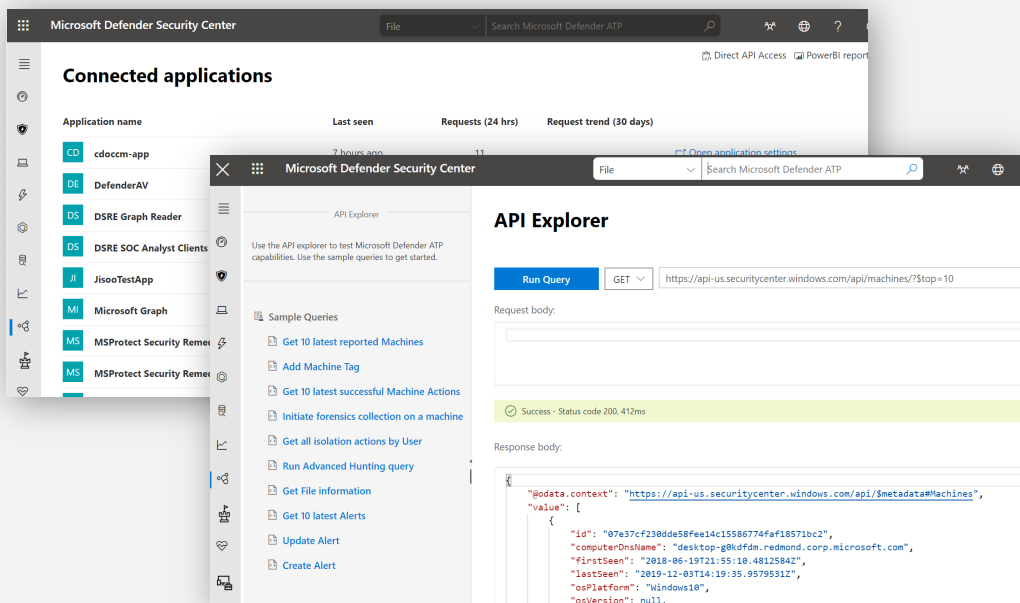 Microsoft Defender Security Center
File
Search Microsoft Defender ATP
Direct API Access
PowerBI report
Connected applications
Application name
Last seen
Requests (24 hrs)
Request trend (30 days)
CD
cdoccm-app
7 hours ago
11
Open application settings
DE
DefenderAV
DS
DSRE Graph Reader
DS
DSRE SOC Analyst Clients
JI
JisooTestApp
MI
Microsoft Graph
MS
MSProtect Security Reme
MS
MSProtect Security Reme
Microsoft Defender Security Center
File
Search Microsoft Defender ATP
API Explorer
Use the API explorer to test Microsoft Defender ATP
capabilities. Use the sample queries to get started.
Sample Queries
Get 10 latest reported Machines
Add Machine Tag
Get 10 latest successful Machine Actions
Initiate forensics collection on a machine
Get all isolation actions by User
Run Advanced Hunting query
Get File information
Get 10 latest Alerts
Update Alert
Create Alert
API Explorer
Run Query
GET
https://api-us.securitycenter.windows.com/api/machines/?$top=10
Request body:
Success - Status code 200, 412ms
Response body:
{
"@odata.context": "https://api-us.securitycenter.windows.com/api/$metadata#Machines",
"value": [
{
"id": "07e37cf230dde58fee14c15586774faf18571bc2",
"computerDnsName": "desktop-g0kdfdm.redmond.corp.microsoft.com",
"firstSeen": "2018-06-19T21:55:10.4812584Z",
"lastSeen": "2019-12-03T14:19:35.9579531Z",
"osPlatform": "Windows10",
"osVersion": null,